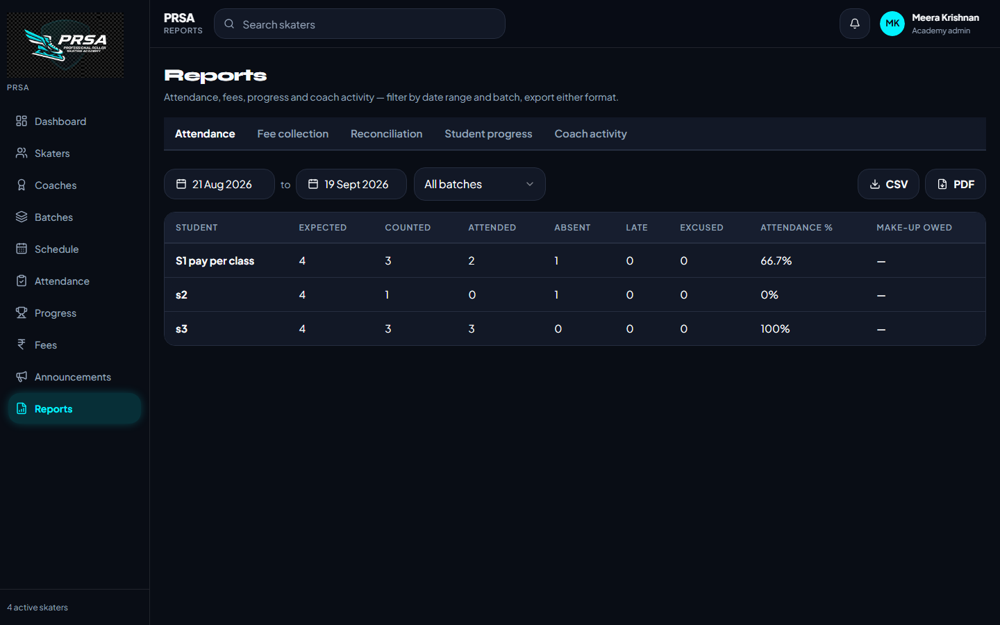 PRSA
PROFESSIONAL ROLLER
SKATING ACADEMY
PRSA
Dashboard
Skaters
Coaches
Batches
Schedule
Attendance
Progress
Fees
Announcements
Reports
4 active skaters
PRSA
REPORTS
Search skaters
MK
Meera Krishnan
Academy admin
Reports
Attendance, fees, progress and coach activity — filter by date range and batch, export either format.
Attendance Fee collection Reconciliation Student progress Coach activity
21 Aug 2026 to 19 Sept 2026 All batches CSV PDF
STUDENT EXPECTED COUNTED ATTENDED ABSENT LATE EXCUSED ATTENDANCE % MAKE-UP OWED
S1 pay per class 4 3 2 1 0 0 66.7% —
s2 4 1 0 1 0 0 0% —
s3 4 3 3 0 0 0 100% —